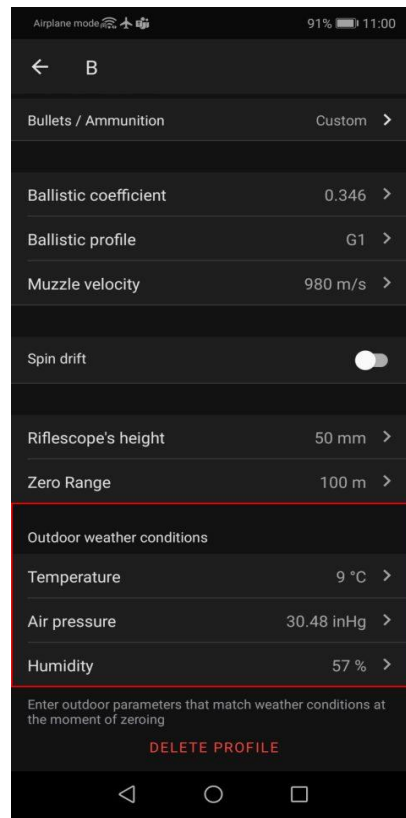 Airplane mode 91% 11:00
B
Bullets / Ammunition Custom
Ballistic coefficient 0.346
Ballistic profile G1
Muzzle velocity 980 m/s
Spin drift
Riflescope's height 50 mm
Zero Range 100 m
Outdoor weather conditions
Temperature 9 °C
Air pressure 30.48 inHg
Humidity 57 %
Enter outdoor parameters that match weather conditions at
the moment of zeroing
DELETE PROFILE